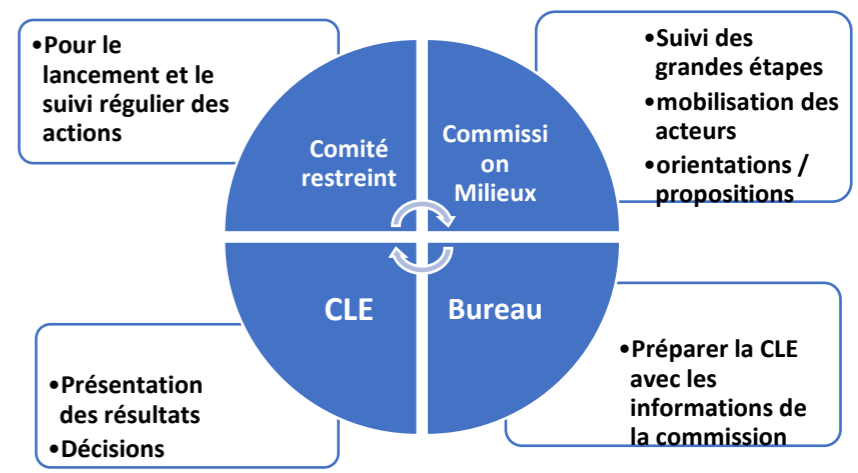 •Pour le
lancement et le
suivi régulier des
actions
Comité
restreint
Commissi
on
Milieux
•Suivi des
grandes étapes
•mobilisation des
acteurs
•orientations /
propositions
CLE
Bureau
•Présentation
des résultats
•Décisions
•Préparer la CLE
avec les
informations de
la commission